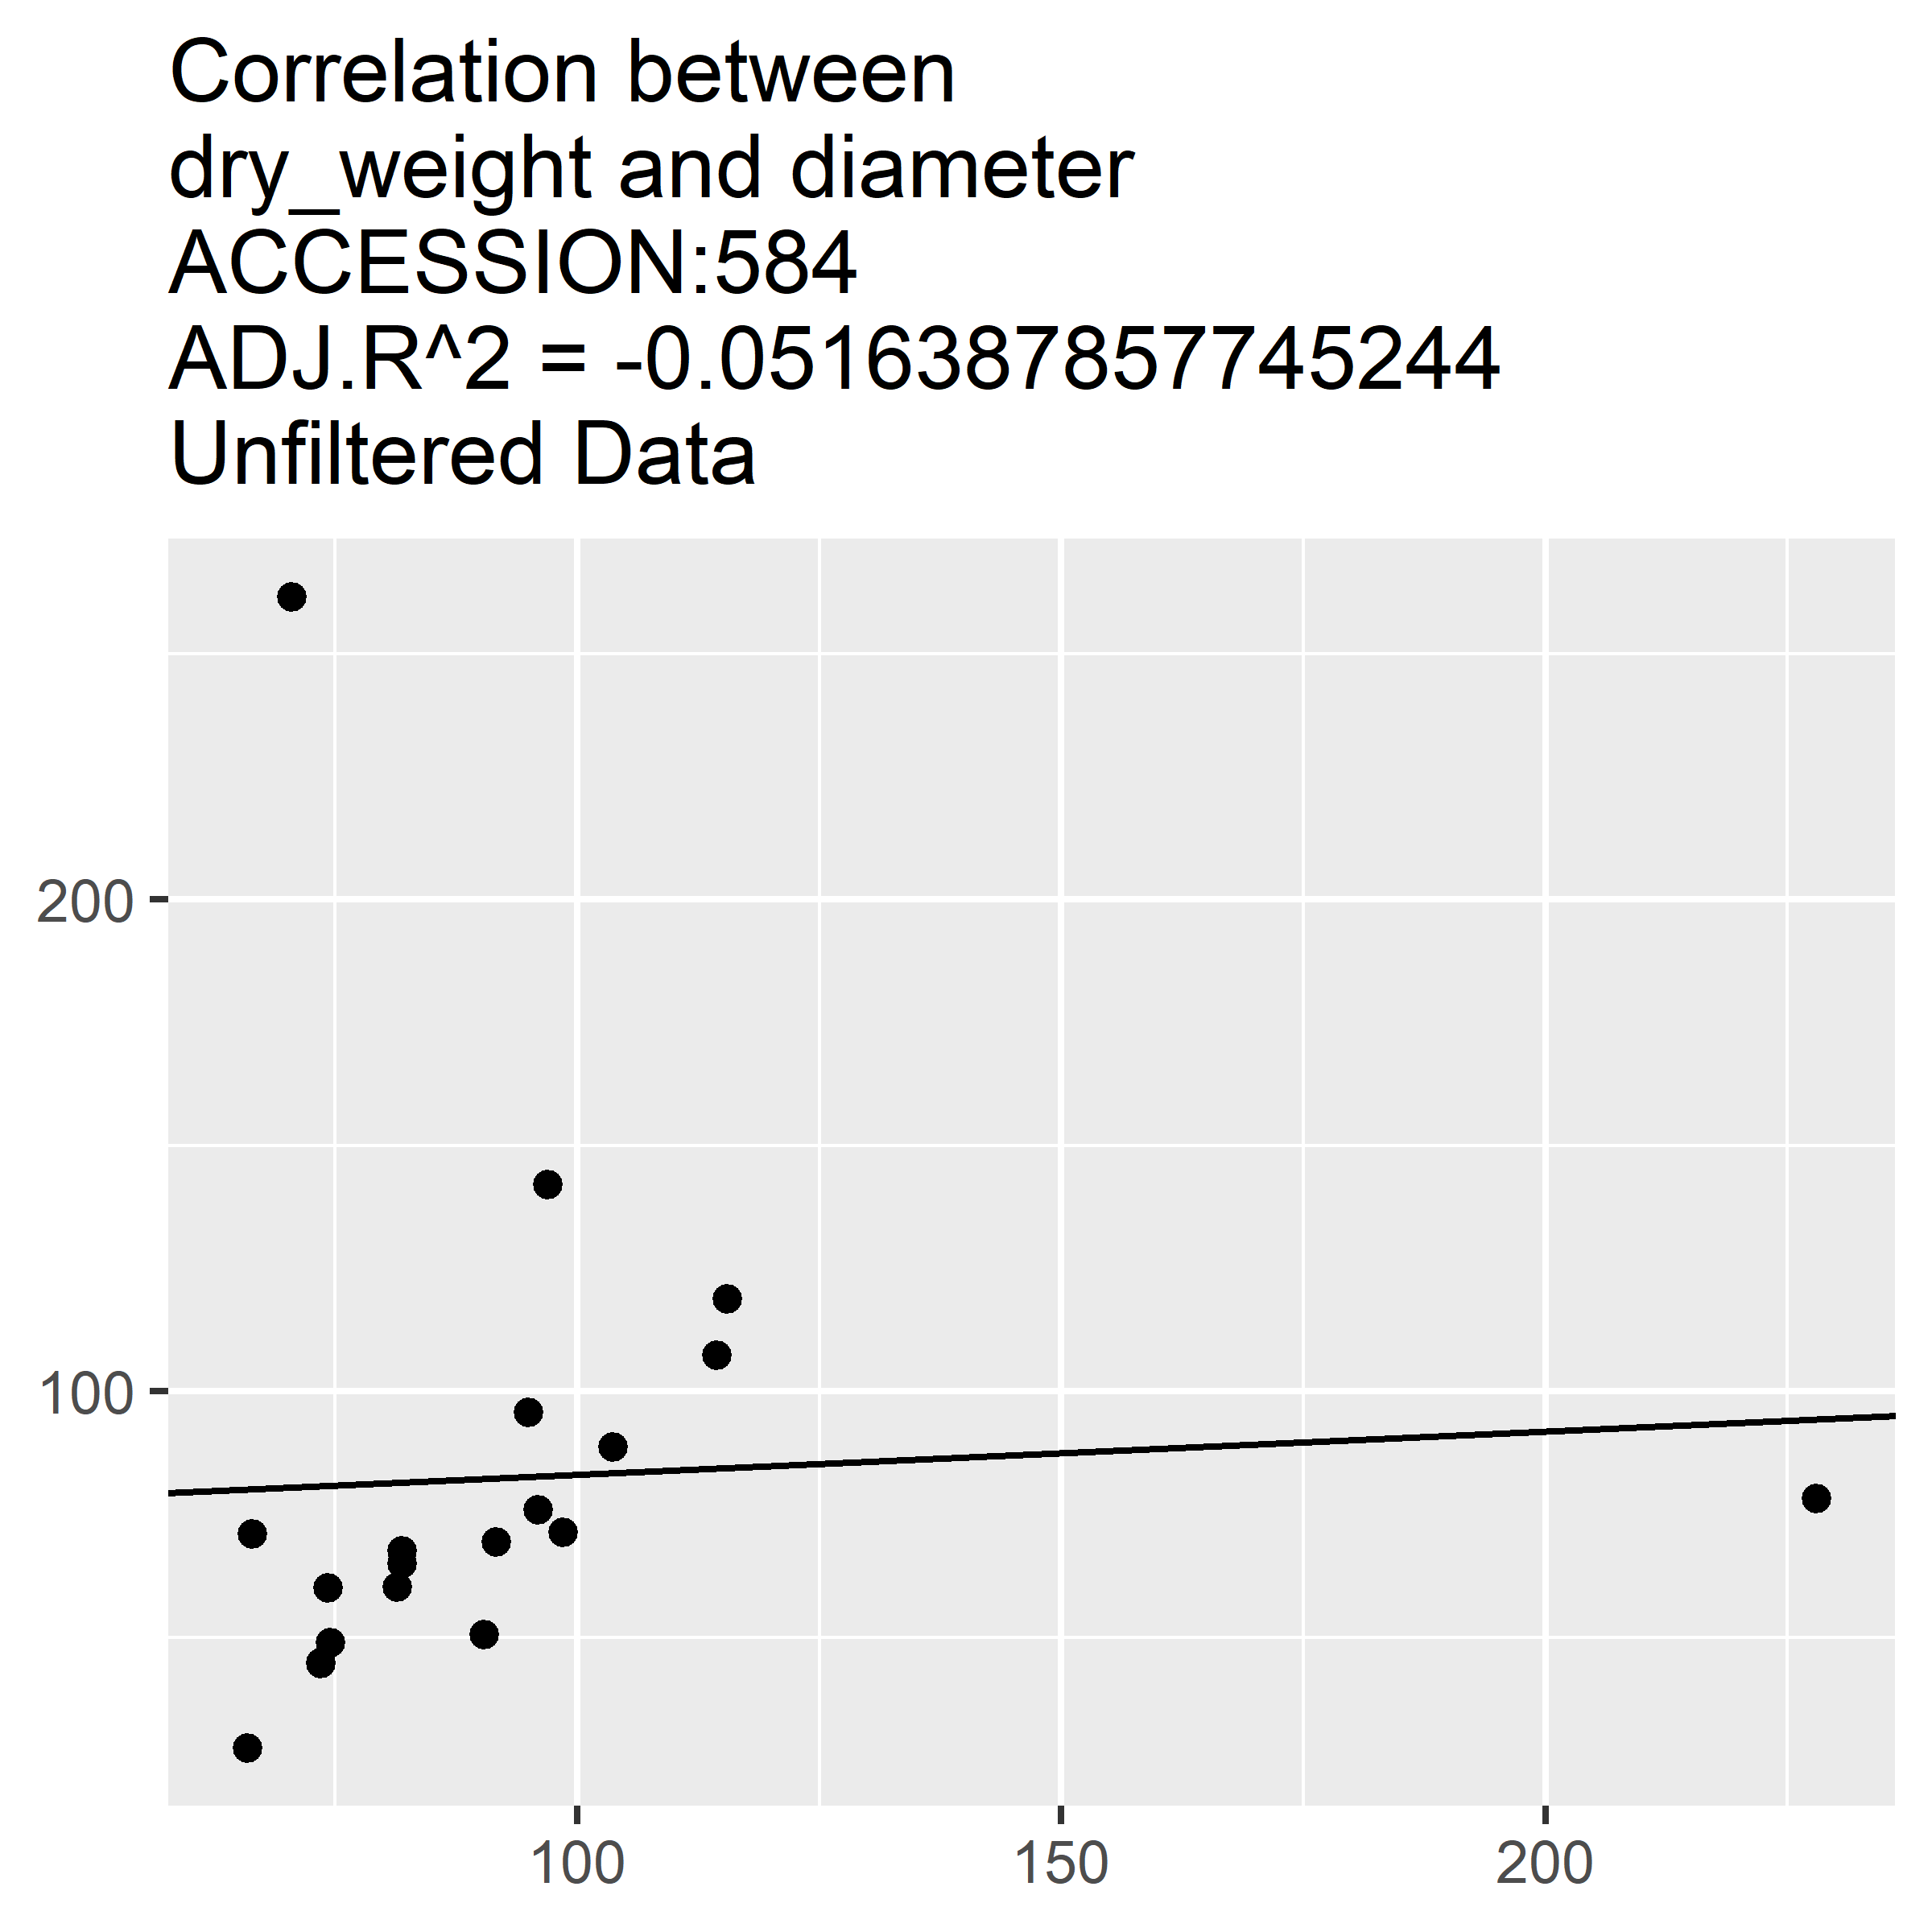 Correlation between
dry_weight and diameter
ACCESSION:584
ADJ.R^2 = -0.0516387857745244
Unfiltered Data
200
100
100
150
200